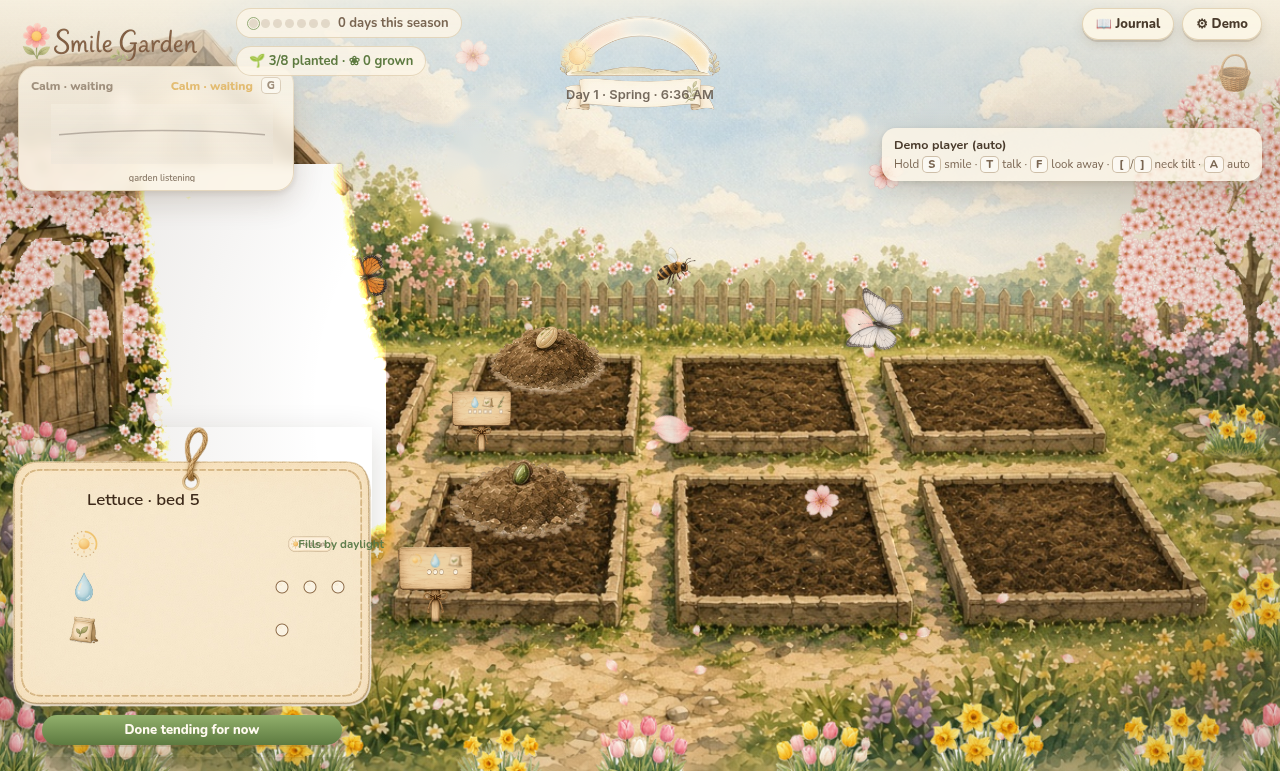 Smile Garden
0 days this season
3/8 planted · 0 grown
Calm · waiting
Calm · waiting
G
garden listening
Day 1 · Spring · 6:36 AM
Journal
Demo
Demo player (auto)
Hold S smile · T talk · F look away · [ / ] neck tilt · A auto
Lettuce · bed 5
Fills by daylight
Done tending for now